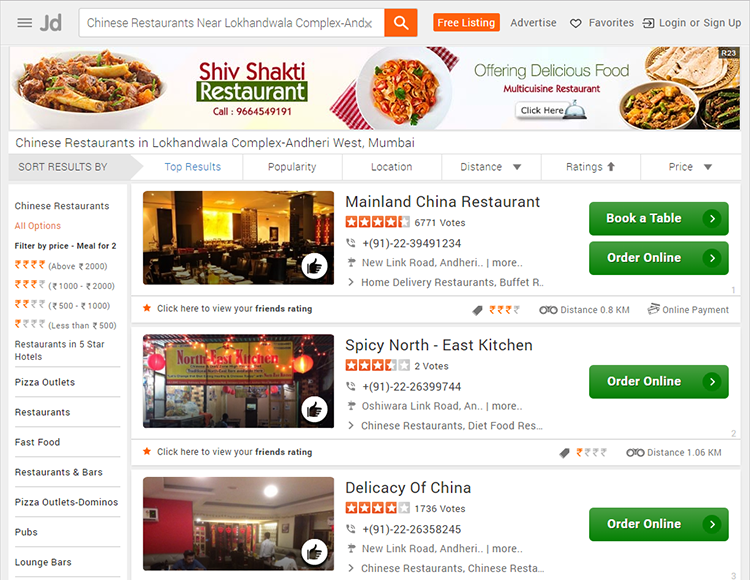 Jd
Chinese Restaurants Near Lokhandwala Complex-Andh
Free Listing
Advertise
Favorites
Login or Sign Up
Shiv Shakti
Restaurant
Call : 9664549191
Offering Delicious Food
Multicuisine Restaurant
Click Here
R23
Chinese Restaurants in Lokhandwala Complex-Andheri West, Mumbai
SORT RESULTS BY
Top Results
Popularity
Location
Distance
Ratings
Price
Chinese Restaurants
All Options
Filter by price - Meal for 2
₹₹₹₹ (Above ₹2000)
₹₹₹₹ (₹1000 - ₹2000)
₹₹₹₹ (₹500 - ₹1000)
₹₹₹₹ (Less than ₹500)
Restaurants in 5 Star
Hotels
Pizza Outlets
Restaurants
Fast Food
Restaurants & Bars
Pizza Outlets-Dominos
Pubs
Lounge Bars
Mainland China Restaurant
6771 Votes
+(91)-22-39491234
New Link Road, Andheri.. | more..
Home Delivery Restaurants, Buffet R..
Book a Table
Order Online
1
Click here to view your friends rating
₹₹₹₹
Distance 0.8 KM
Online Payment
North-East Kitchen
Spicy North - East Kitchen
2 Votes
+(91)-22-26399744
Oshiwara Link Road, An.. | more..
Chinese Restaurants, Diet Food Res...
Order Online
2
Click here to view your friends rating
₹₹₹₹
Distance 1.06 KM
Delicacy Of China
1736 Votes
+(91)-22-26358245
New Link Road, Andheri.. | more..
Chinese Restaurants, Chinese Resta...
Order Online
3